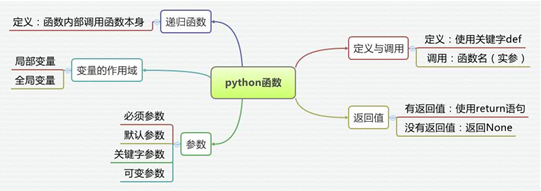 python函数
递归函数
定义：函数内部调用函数本身
变量的作用域
局部变量
全局变量
参数
必须参数
默认参数
关键字参数
可变参数
定义与调用
定义：使用关键字def
调用：函数名（实参）
返回值
有返回值：使用return语句
没有返回值：返回None